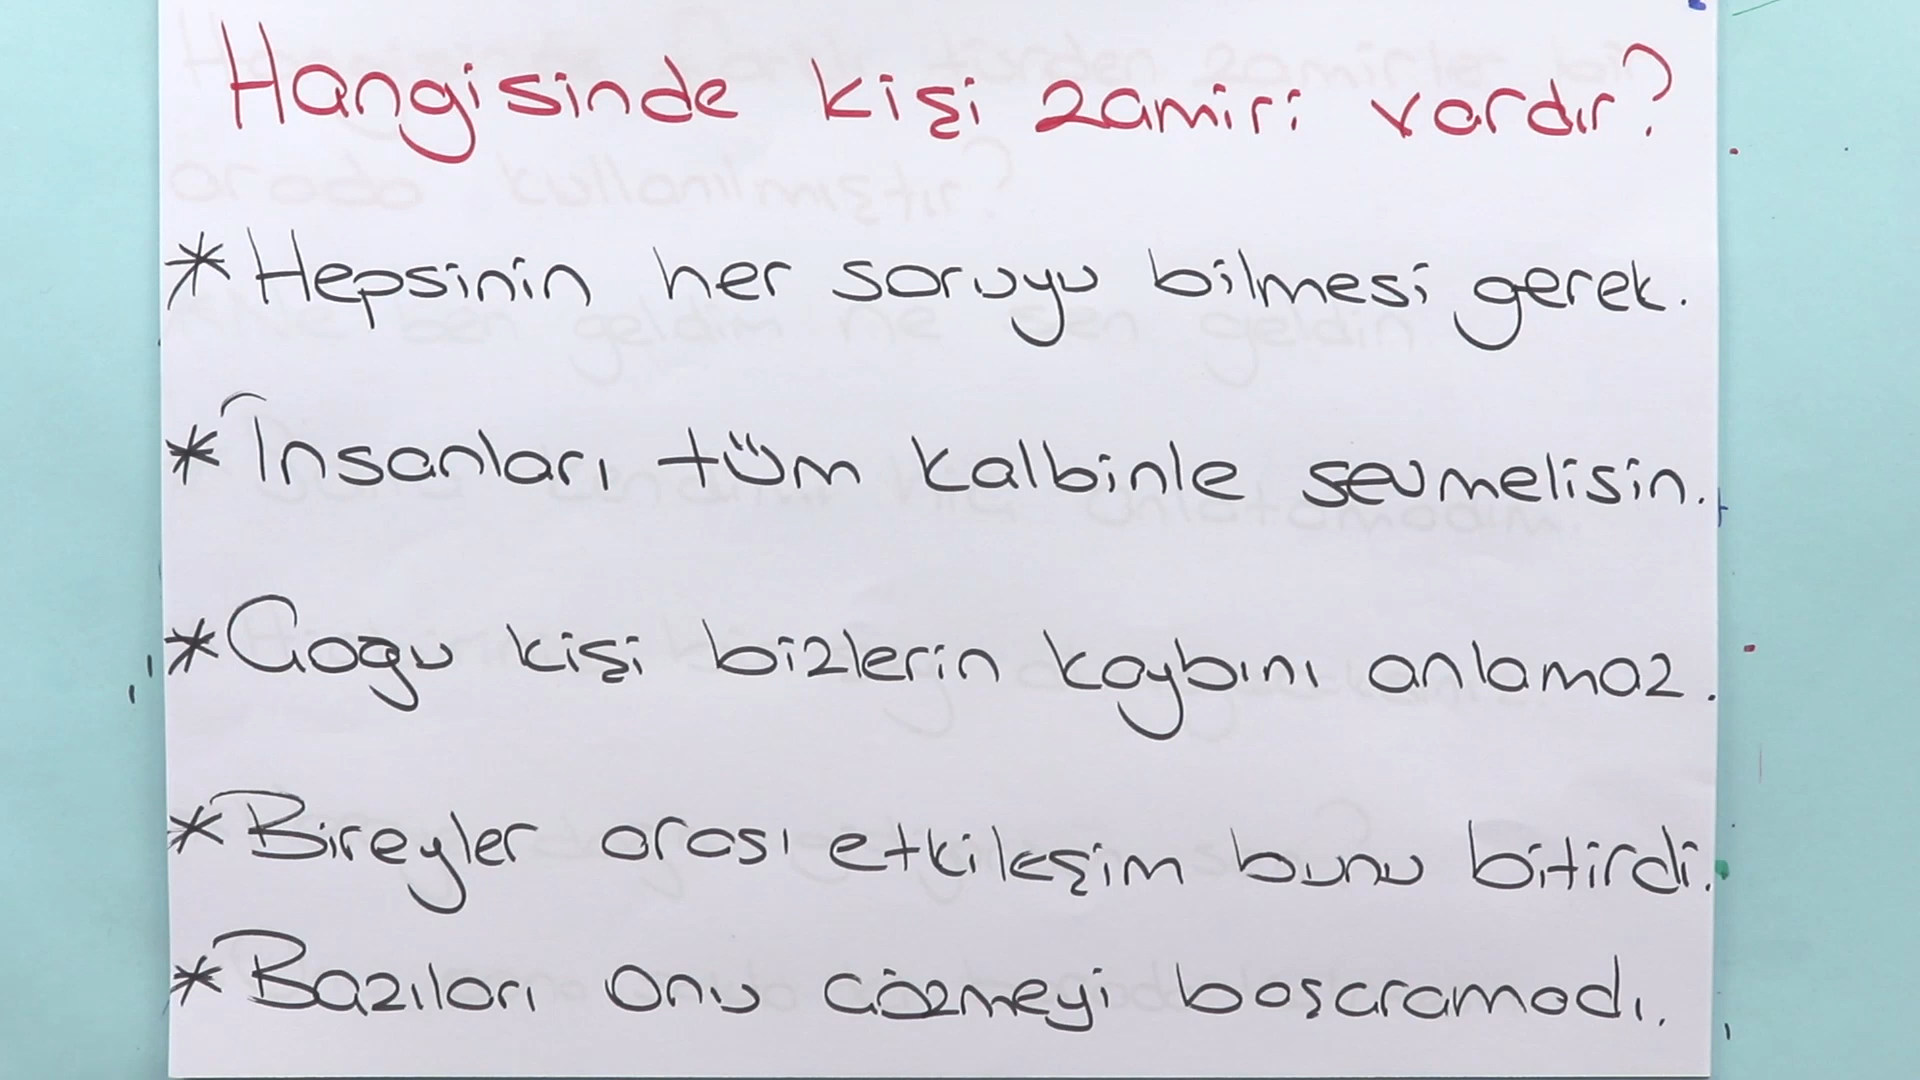 Hangisinde kişi zamiri vardır?
* Hepsinin her soruyu bilmesi gerek.
* İnsanları tüm kalbinle sevmelisin.
* Çoğu kişi bizlerin kaybını anlamaz.
* Bireyler arası etkileşim bunu bitirdi.
* Bazıları onu çözmeyi başaramadı.